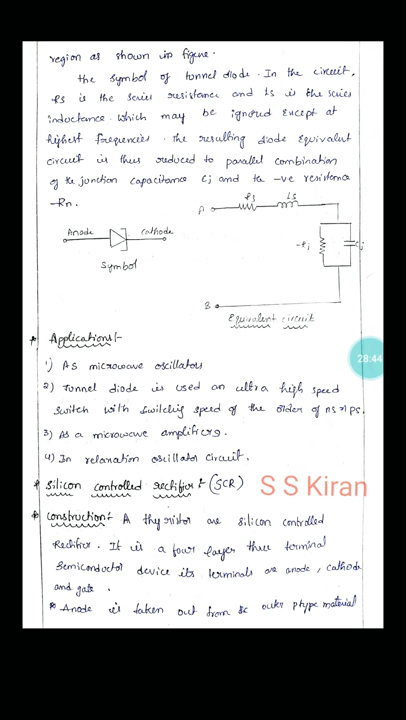 region as shown in figure.
The symbol of tunnel diode. In the circuit,
Rs is the series resistance and Ls is the series
inductance which may be ignored except at
highest frequencies. The resulting diode Equivalent
circuit is thus reduced to parallel combination
of the junction capacitance Cj and the -ve resistance
-Rn.
A Rs Ls
Anode cathode
Symbol
-Rj Cj
B
Equivalent circuit
* Applications:-
1) AS microwave oscillators
2) Tunnel diode is used an ultra high speed
switch with switching speed of the order of ns or ps.
3) As a microwave amplifiers.
4) In relaxation oscillator circuit.
28:44
* Silicon controlled rectifier :- (SCR) S S Kiran
* Construction:- A thyristor are silicon controlled
Rectifier. It is a four layer three terminal
Semiconductor device its terminals are anode, cathode
and gate.
* Anode is taken out from the outer p type material